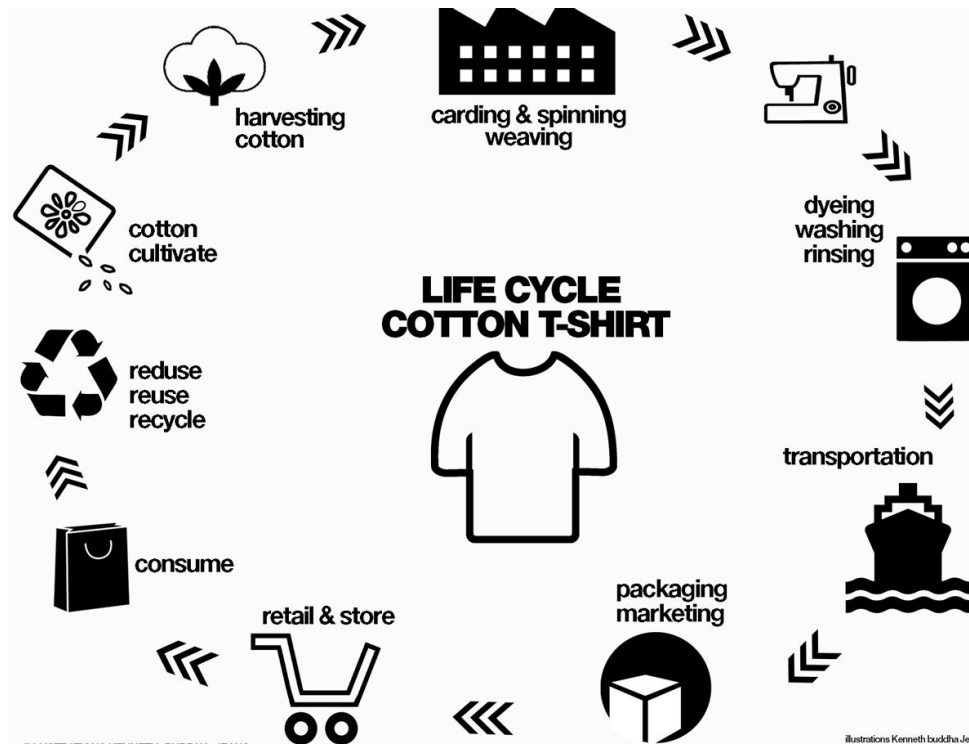 harvesting
cotton
carding & spinning
weaving
dyeing
washing
rinsing
cotton
cultivate
LIFE CYCLE
COTTON T-SHIRT
reduse
reuse
recycle
transportation
consume
packaging
marketing
retail & store
illustrations Kenneth buddha Je